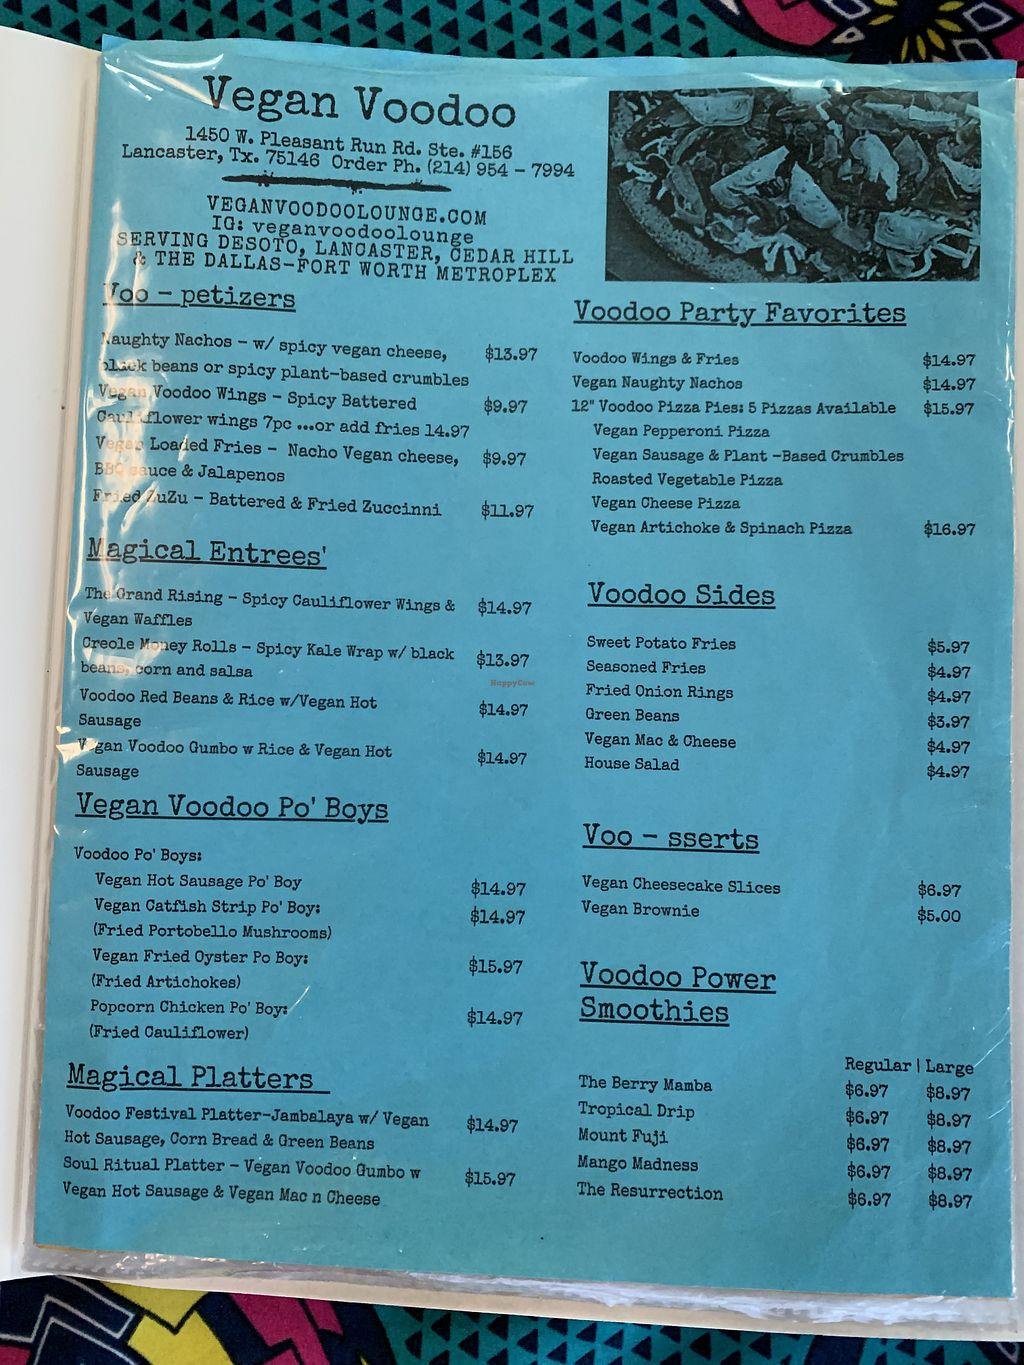 Vegan Voodoo
1450 W. Pleasant Run Rd. Ste. #156
Lancaster, Tx. 75146 Order Ph. (214) 954 - 7994
VEGANVOODOOLOUNGE.COM
IG: veganvoodoolounge
SERVING DESOTO, LANCASTER, CEDAR HILL
& THE DALLAS-FORT WORTH METROPLEX
Voo - petizers
Naughty Nachos - w/ spicy vegan cheese, $13.97
black beans or spicy plant-based crumbles
Vegan Voodoo Wings - Spicy Battered $9.97
Cauliflower wings 7pc ...or add fries 14.97
Vegan Loaded Fries - Nacho Vegan cheese, $9.97
BBQ sauce & Jalapenos
Fried ZuZu - Battered & Fried Zuccinni $11.97
Magical Entrees'
The Grand Rising - Spicy Cauliflower Wings & $14.97
Vegan Waffles
Creole Money Rolls - Spicy Kale Wrap w/ black $13.97
beans, corn and salsa
Voodoo Red Beans & Rice w/Vegan Hot $14.97
Sausage
Vegan Voodoo Gumbo w Rice & Vegan Hot $14.97
Sausage
Vegan Voodoo Po' Boys
Voodoo Po' Boys:
Vegan Hot Sausage Po' Boy $14.97
Vegan Catfish Strip Po' Boy: $14.97
(Fried Portobello Mushrooms)
Vegan Fried Oyster Po Boy: $15.97
(Fried Artichokes)
Popcorn Chicken Po' Boy: $14.97
(Fried Cauliflower)
Magical Platters
Voodoo Festival Platter-Jambalaya w/ Vegan $14.97
Hot Sausage, Corn Bread & Green Beans
Soul Ritual Platter - Vegan Voodoo Gumbo w $15.97
Vegan Hot Sausage & Vegan Mac n Cheese
Voodoo Party Favorites
Voodoo Wings & Fries $14.97
Vegan Naughty Nachos $14.97
12" Voodoo Pizza Pies: 5 Pizzas Available $15.97
Vegan Pepperoni Pizza
Vegan Sausage & Plant -Based Crumbles
Roasted Vegetable Pizza
Vegan Cheese Pizza
Vegan Artichoke & Spinach Pizza $16.97
Voodoo Sides
Sweet Potato Fries $5.97
Seasoned Fries $4.97
Fried Onion Rings $4.97
Green Beans $3.97
Vegan Mac & Cheese $4.97
House Salad $4.97
Voo - sserts
Vegan Cheesecake Slices $6.97
Vegan Brownie $5.00
Voodoo Power
Smoothies
Regular | Large
The Berry Mamba $6.97 $8.97
Tropical Drip $6.97 $8.97
Mount Fuji $6.97 $8.97
Mango Madness $6.97 $8.97
The Resurrection $6.97 $8.97
HappyCow